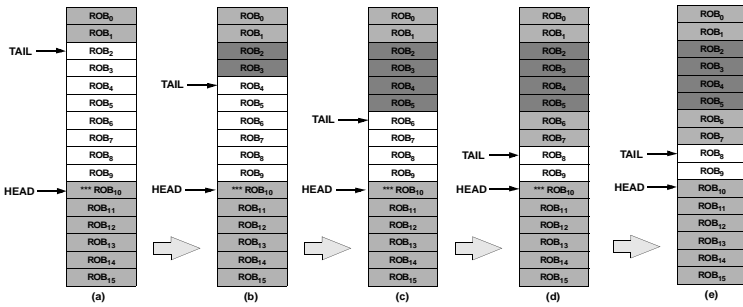 ROB0
ROB1
TAIL ROB2
ROB3
ROB4
ROB5
ROB6
ROB7
ROB8
ROB9
HEAD *** ROB10
ROB11
ROB12
ROB13
ROB14
ROB15
(a)
ROB0
ROB1
ROB2
ROB3
TAIL ROB4
ROB5
ROB6
ROB7
ROB8
ROB9
HEAD *** ROB10
ROB11
ROB12
ROB13
ROB14
ROB15
(b)
ROB0
ROB1
ROB2
ROB3
ROB4
ROB5
TAIL ROB6
ROB7
ROB8
ROB9
HEAD *** ROB10
ROB11
ROB12
ROB13
ROB14
ROB15
(c)
ROB0
ROB1
ROB2
ROB3
ROB4
ROB5
ROB6
ROB7
TAIL ROB8
ROB9
HEAD *** ROB10
ROB11
ROB12
ROB13
ROB14
ROB15
(d)
ROB0
ROB1
ROB2
ROB3
ROB4
ROB5
ROB6
ROB7
TAIL ROB8
ROB9
HEAD ROB10
ROB11
ROB12
ROB13
ROB14
ROB15
(e)